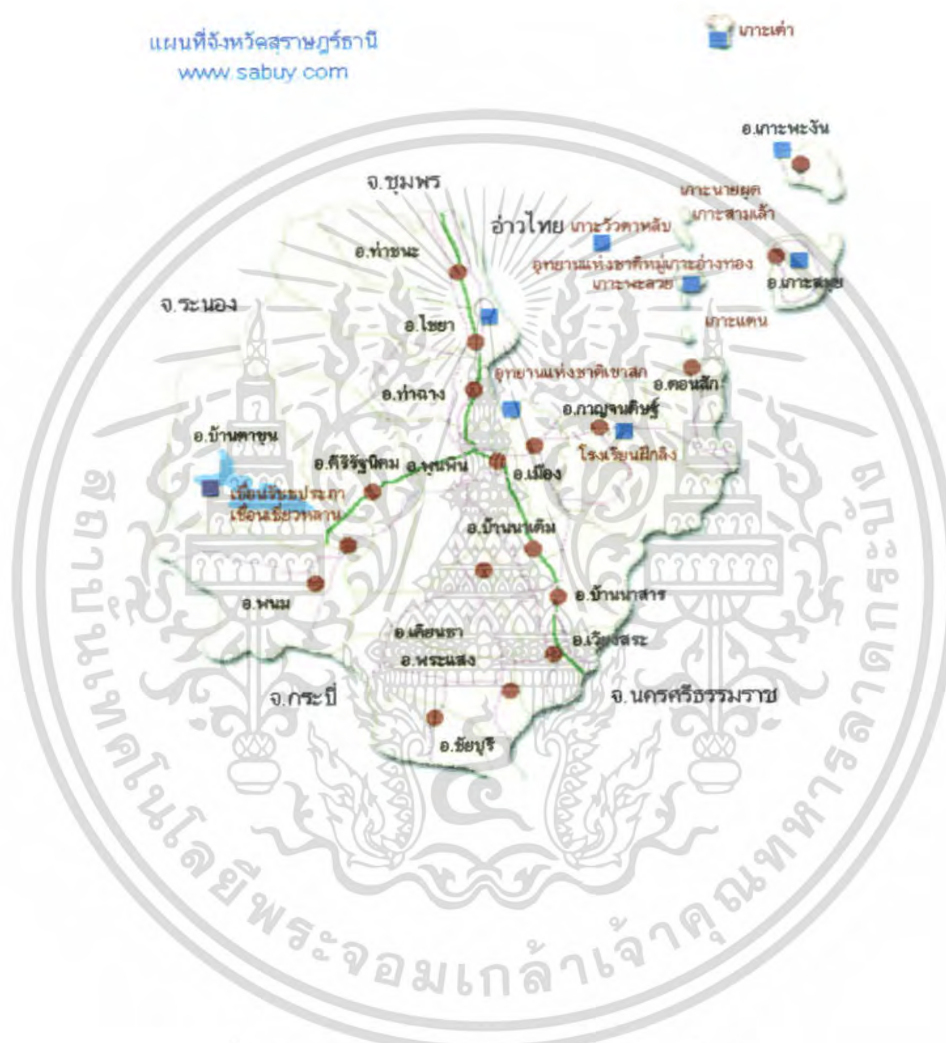 แผนที่จังหวัดสุราษฎร์ธานี
www.sabuy.com
เกาะเต่า
อ.เกาะพะงัน
จ.ชุมพร
เกาะนายผุด
เกาะสามเส้า
อ่าวไทย
เกาะวัวตาหลับ
อ.ท่าชนะ
อุทยานแห่งชาติหมู่เกาะอ่างทอง
เกาะพะลวย
อ.เกาะสมุย
จ.ระนอง
อ.ไชยา
เกาะแตน
อุทยานแห่งชาติเขาสก
อ.ดอนสัก
อ.ท่าฉาง
อ.กาญจนดิษฐ์
อ.บ้านตาขุน
อ.คีรีรัฐนิคม
อ.พุนพิน
อ.เมือง
โรงเรียนฝึกลิง
เขื่อนรัชชประภา
เขื่อนเชี่ยวหลาน
อ.บ้านนาเดิม
อ.พนม
อ.บ้านนาสาร
อ.เคียนซา
อ.เวียงสระ
อ.พระแสง
จ.กระบี่
จ.นครศรีธรรมราช
อ.ชัยบุรี
สถาบันเทคโนโลยีพระจอมเกล้าเจ้าคุณทหารลาดกระบัง